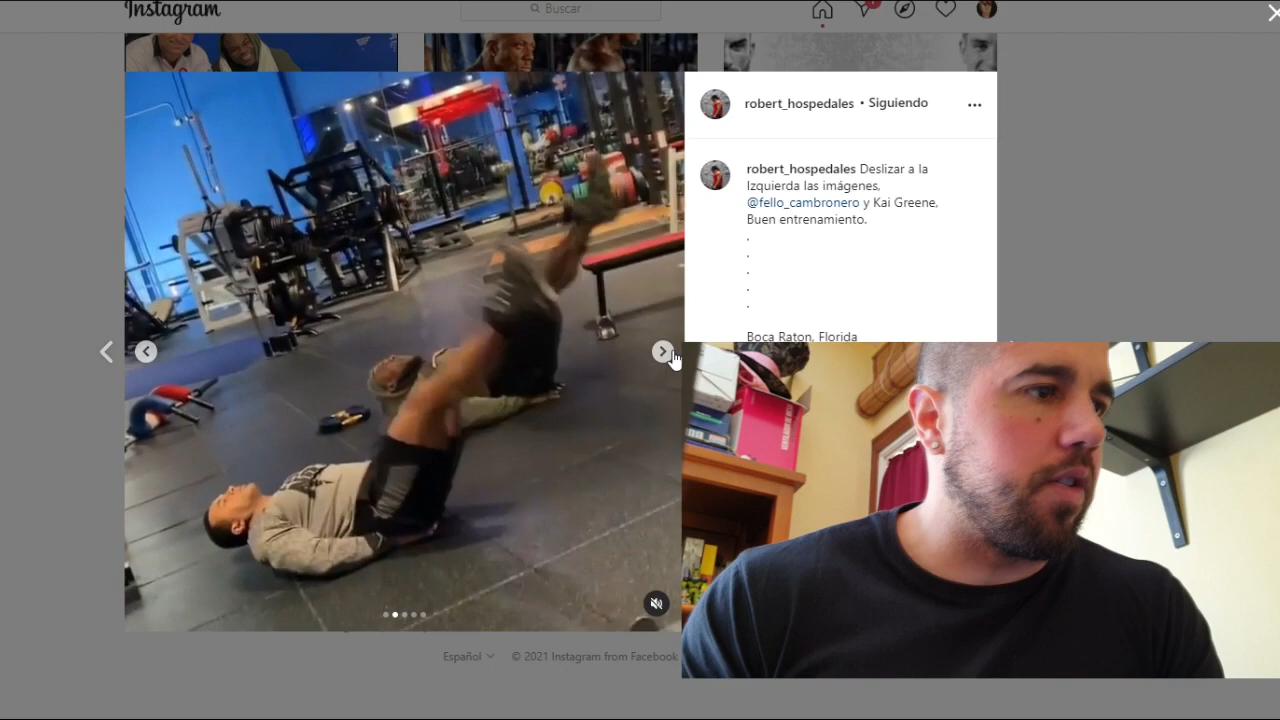 Instagram
Buscar
robert_hospedales • Siguiendo
robert_hospedales Deslizar a la
Izquierda las imágenes,
@fello_cambronero y Kai Greene,
Buen entrenamiento.
.
.
.
.
.
Boca Raton, Florida
Español
© 2021 Instagram from Facebook